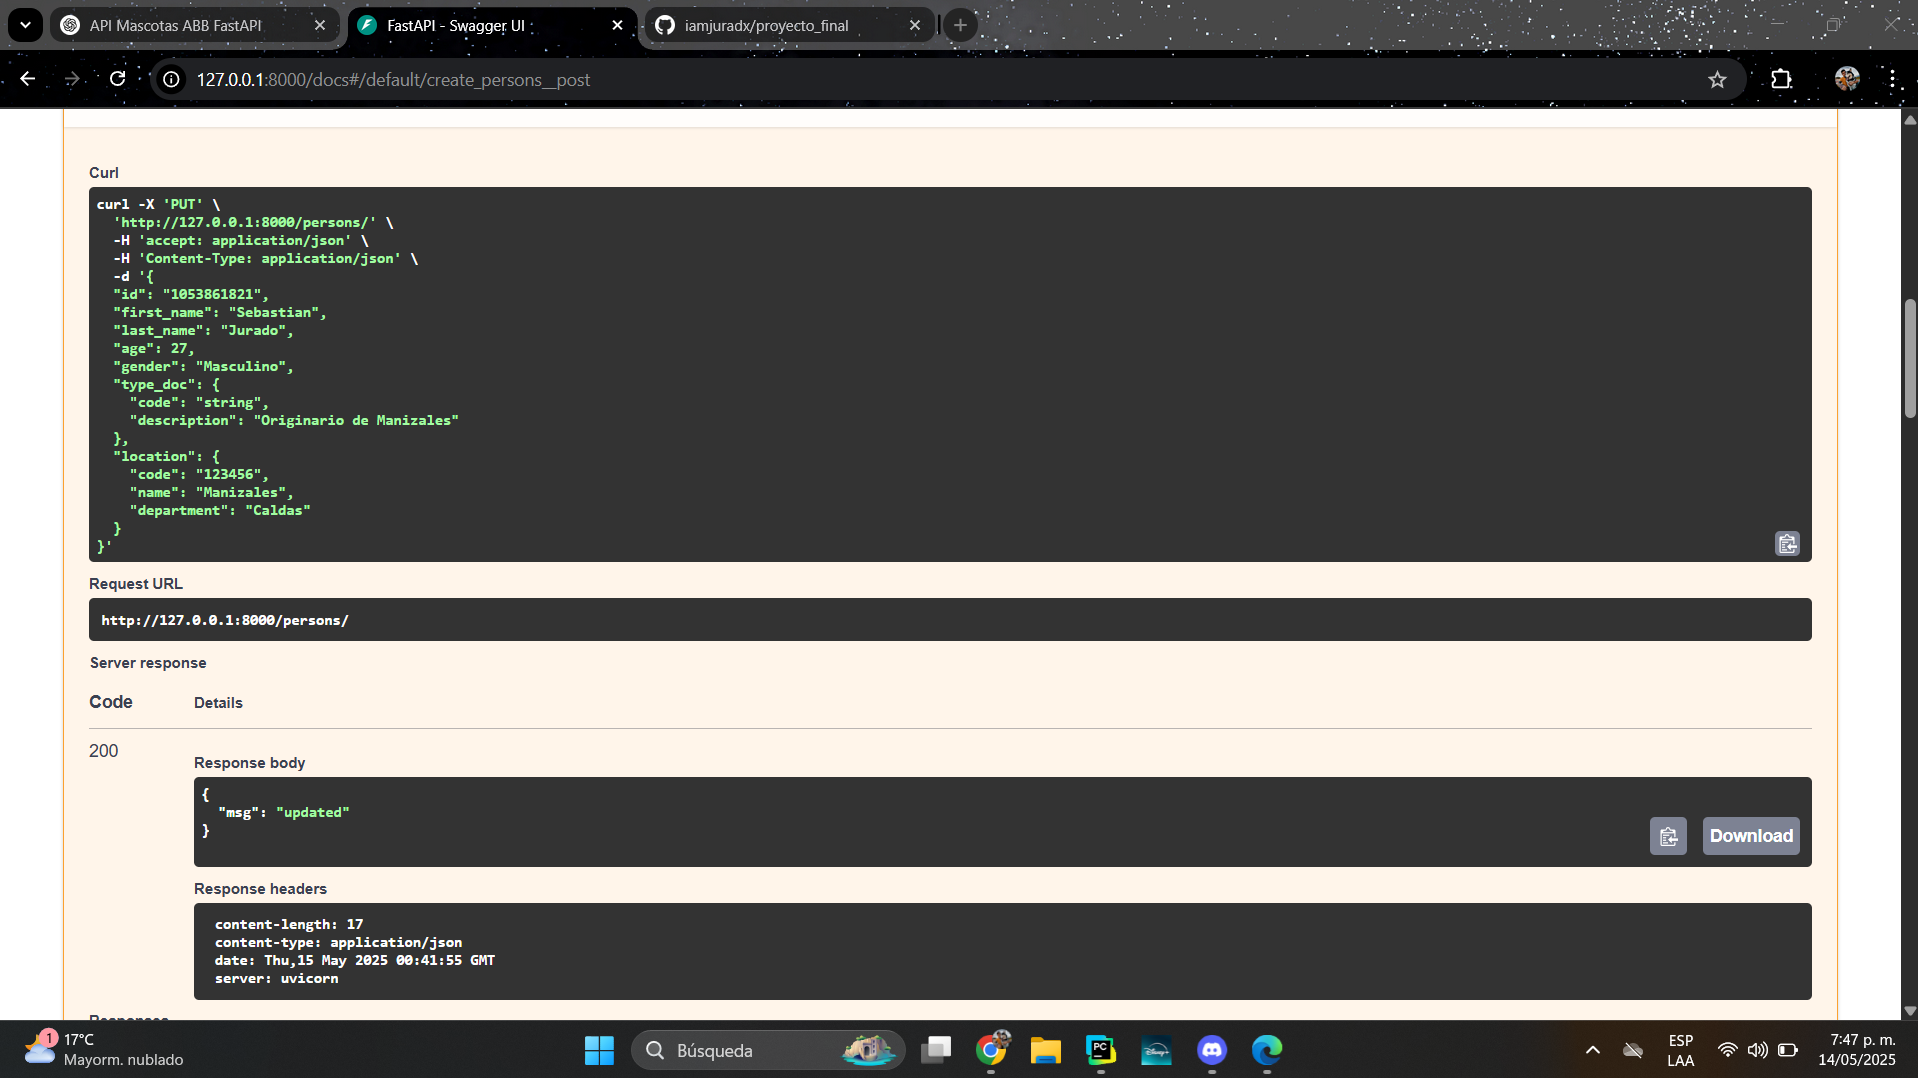 API Mascotas ABB FastAPI
FastAPI - Swagger UI
iamjuradx/proyecto_final
127.0.0.1:8000/docs#/default/create_persons__post
Curl
curl -X 'PUT' \
'http://127.0.0.1:8000/persons/' \
-H 'accept: application/json' \
-H 'Content-Type: application/json' \
-d '{
"id": "1053861821",
"first_name": "Sebastian",
"last_name": "Jurado",
"age": 27,
"gender": "Masculino",
"type_doc": {
"code": "string",
"description": "Originario de Manizales"
},
"location": {
"code": "123456",
"name": "Manizales",
"department": "Caldas"
}
}'
Request URL
http://127.0.0.1:8000/persons/
Server response
Code Details
200
Response body
{
"msg": "updated"
}
Download
Response headers
content-length: 17
content-type: application/json
date: Thu,15 May 2025 00:41:55 GMT
server: uvicorn
Responses
1
17°C
Mayorm. nublado
Búsqueda
PC
Disney+
ESP
LAA
7:47 p. m.
14/05/2025